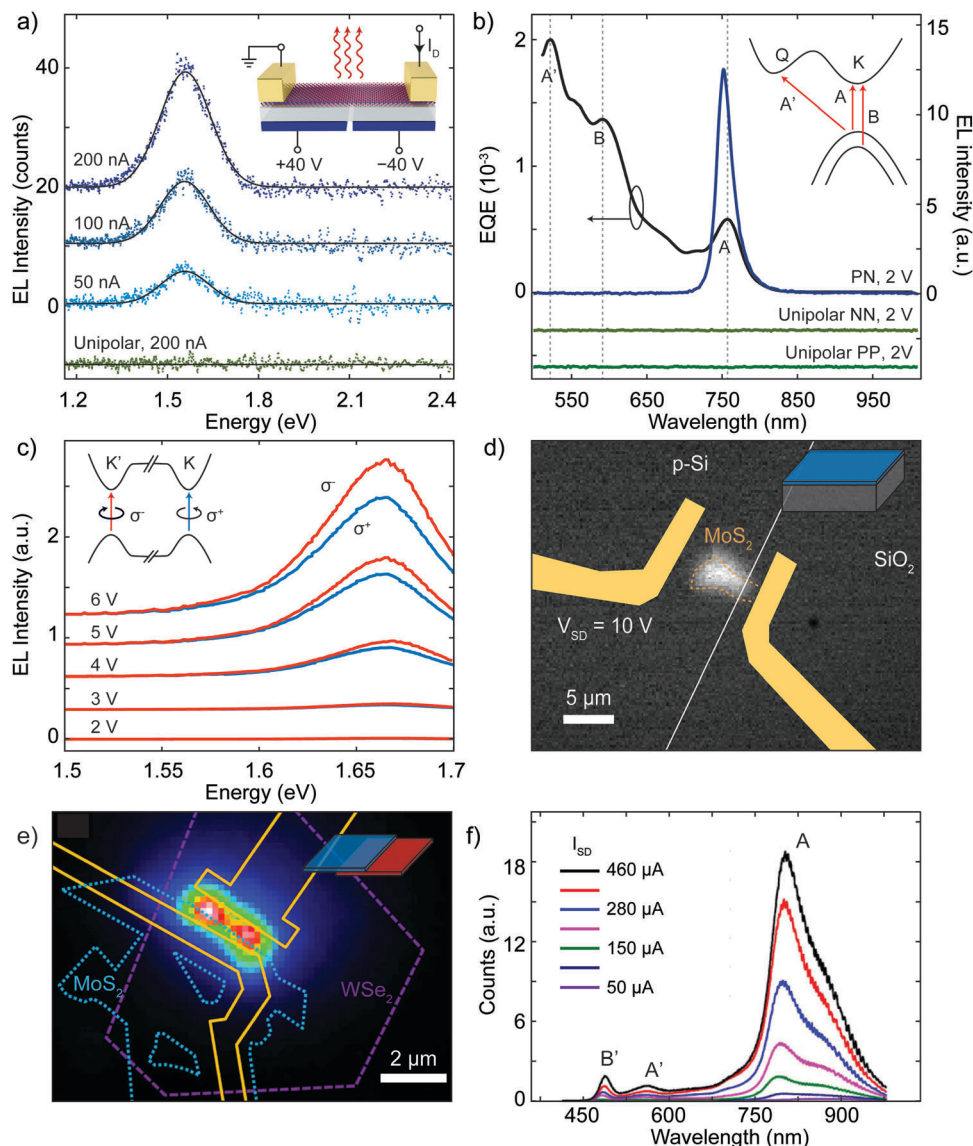 a)
EL Intensity (counts)
40
20
0
200 nA
100 nA
50 nA
Unipolar, 200 nA
I_D
+40 V
−40 V
1.2
1.5
1.8
2.1
2.4
Energy (eV)
b)
EQE (10⁻³)
2
1
0
A'
B
A
Q
K
A'
A
B
PN, 2 V
Unipolar NN, 2 V
Unipolar PP, 2V
15
10
5
0
EL intensity (a.u.)
550
650
750
850
950
Wavelength (nm)
c)
EL Intensity (a.u.)
2
1
0
K'
K
σ⁻
σ⁺
σ⁻
σ⁺
6 V
5 V
4 V
3 V
2 V
1.5
1.55
1.6
1.65
1.7
Energy (eV)
d)
p-Si
MoS₂
SiO₂
V_SD = 10 V
5 µm
e)
MoS₂
WSe₂
2 µm
f)
Counts (a.u.)
18
12
6
0
I_SD
460 µA
280 µA
150 µA
50 µA
A
B'
A'
450
600
750
900
Wavelength (nm)